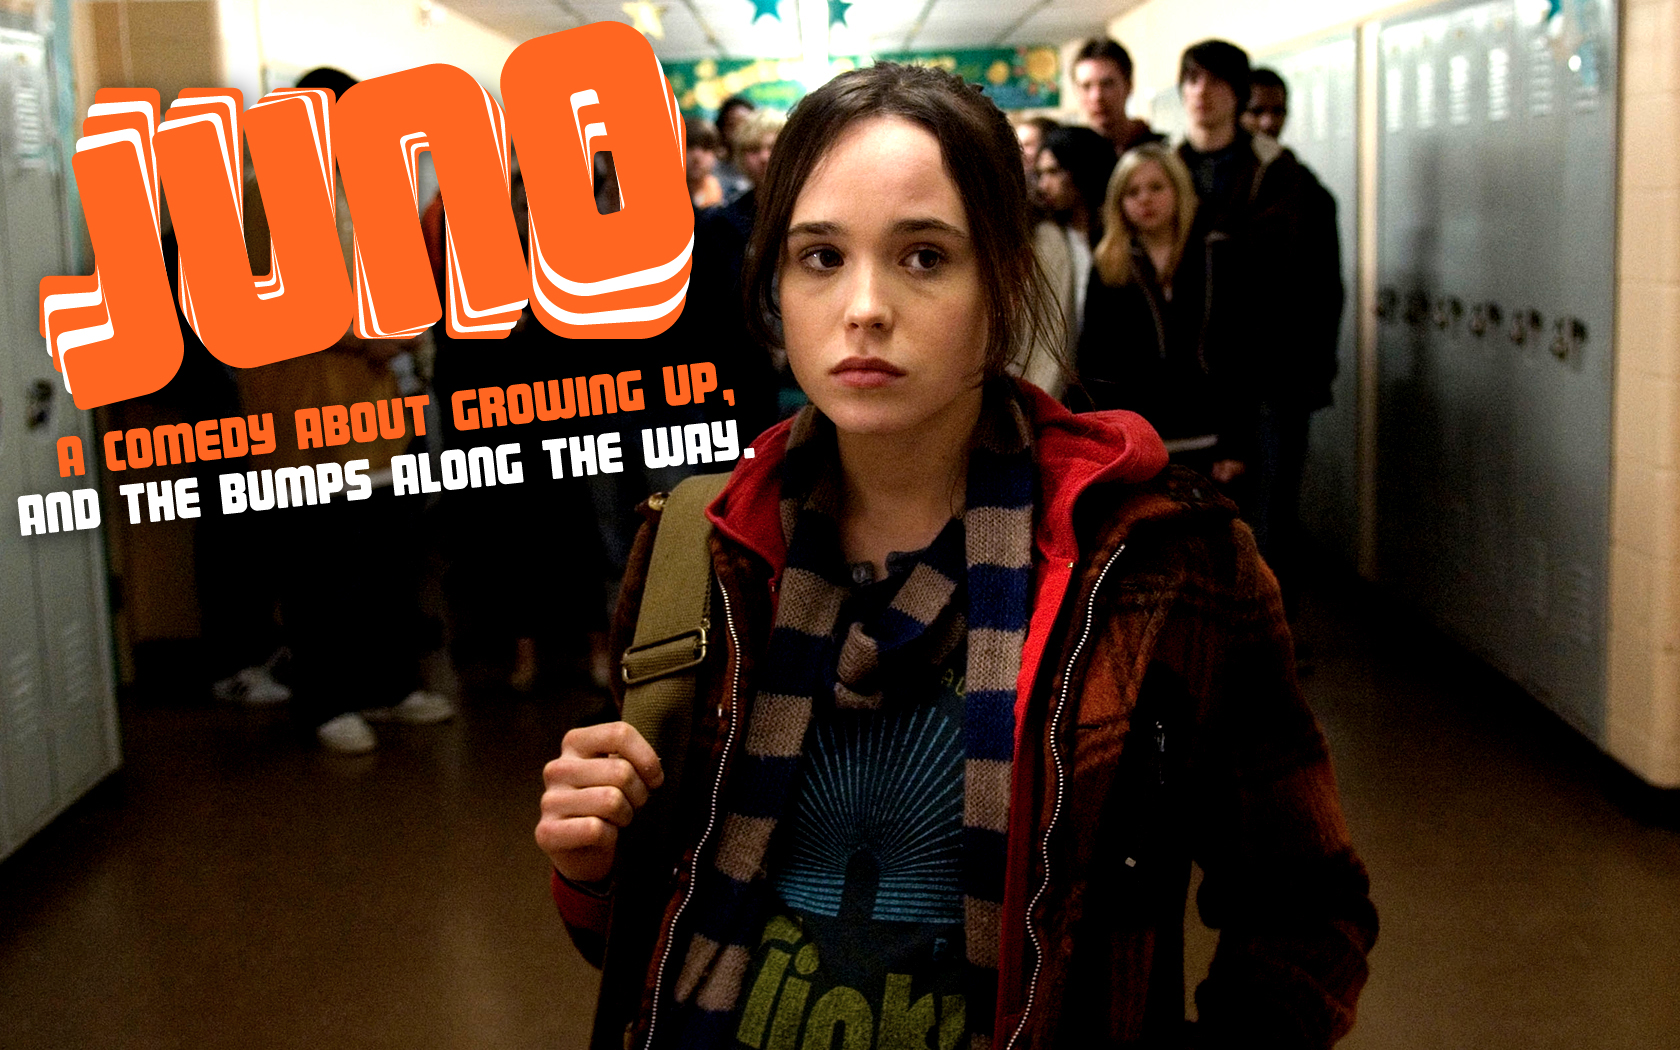 JUNO
A COMEDY ABOUT GROWING UP,
AND THE BUMPS ALONG THE WAY.